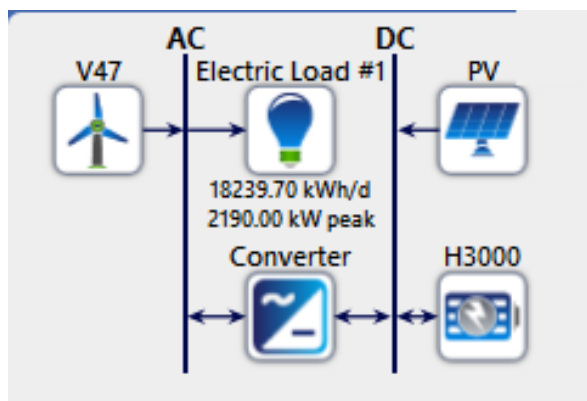 AC DC
V47 Electric Load #1 PV
18239.70 kWh/d
2190.00 kW peak
Converter H3000